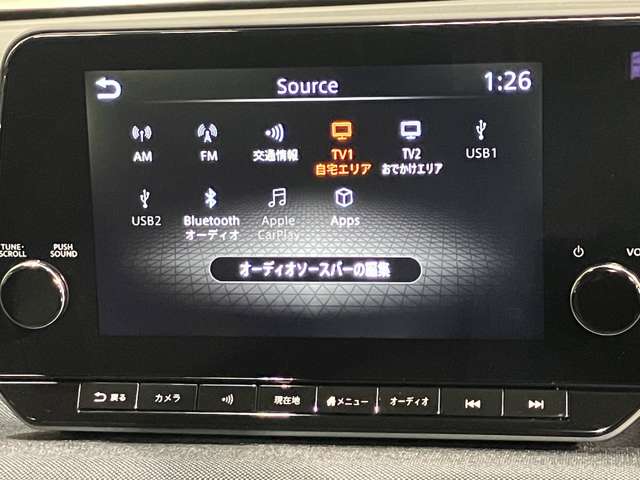 Source
1:26
AM
FM
交通情報
TV1
自宅エリア
TV2
おでかけエリア
USB1
USB2
Bluetooth
オーディオ
Apple
CarPlay
Apps
TUNE・
SCROLL
PUSH
SOUND
オーディオソースバーの編集
戻る
カメラ
現在地
メニュー
オーディオ